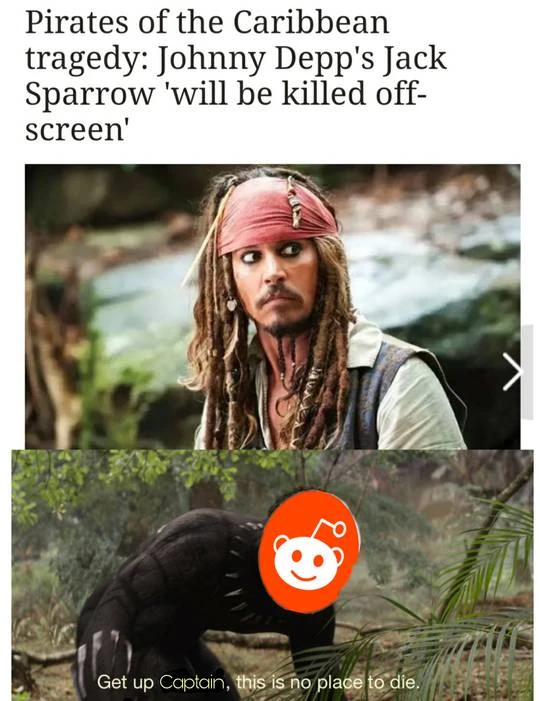 Pirates of the Caribbean
tragedy: Johnny Depp's Jack
Sparrow 'will be killed off-
screen'
Get up Captain, this is no place to die.